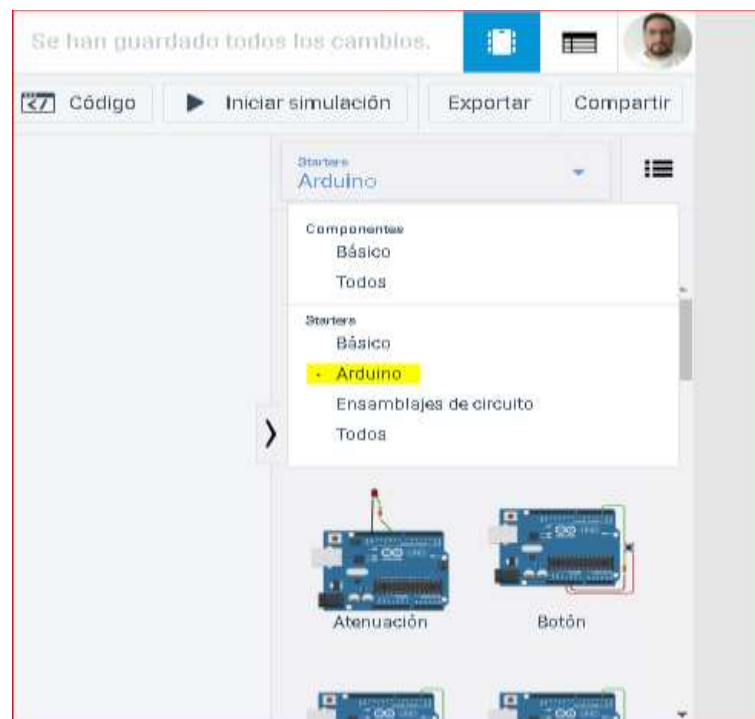 Se han guardado todos los cambios.
Código
Iniciar simulación
Exportar
Compartir
Starters
Arduino
Componentes
Básico
Todos
Starters
Básico
Arduino
Ensamblajes de circuito
Todos
Atenuación
Botón